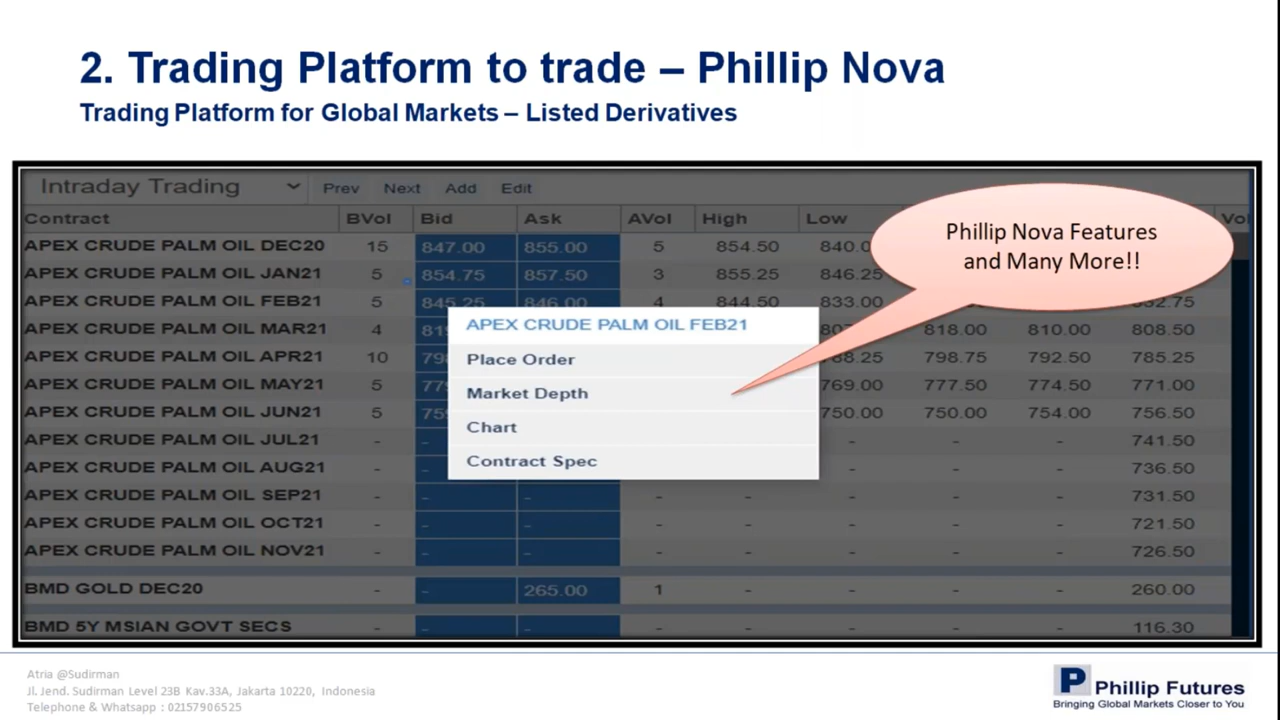 2. Trading Platform to trade – Phillip Nova
Trading Platform for Global Markets – Listed Derivatives
Intraday Trading Prev Next Add Edit
Contract BVol Bid Ask AVol High Low
APEX CRUDE PALM OIL DEC20 15 847.00 855.00 5 854.50
APEX CRUDE PALM OIL JAN21 5 854.75 857.50 3 855.25 846.25
APEX CRUDE PALM OIL FEB21 5 845.25 846.00 4 844.50 833.00
APEX CRUDE PALM OIL MAR21 4 818.00 810.00 808.50
APEX CRUDE PALM OIL APR21 10 798.75 792.50 785.25
APEX CRUDE PALM OIL MAY21 5 769.00 777.50 774.50 771.00
APEX CRUDE PALM OIL JUN21 5 750.00 750.00 754.00 756.50
APEX CRUDE PALM OIL JUL21 - - - - - - - - 741.50
APEX CRUDE PALM OIL AUG21 - 736.50
APEX CRUDE PALM OIL SEP21 - - - - - - - - 731.50
APEX CRUDE PALM OIL OCT21 - - - - - - - - 721.50
APEX CRUDE PALM OIL NOV21 - - - - - - - - 726.50
BMD GOLD DEC20 - - 265.00 1 - - - - 260.00
BMD 5Y MSIAN GOVT SECS - - - - - - - - 116.30
APEX CRUDE PALM OIL FEB21
Place Order
Market Depth
Chart
Contract Spec
Phillip Nova Features
and Many More!!
Atria @Sudirman
Jl. Jend. Sudirman Level 23B Kav.33A, Jakarta 10220, Indonesia
Telephone & Whatsapp : 02157906525
P Phillip Futures
Bringing Global Markets Closer to You